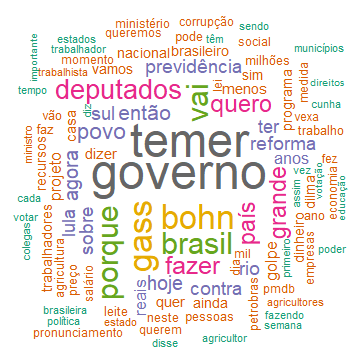 ministério corrupção
estados queremos pode têm sendo
importante trabalhador nacional brasileiro social municípios
momento previdência milhões
trabalhista vamos sim
tempo deputados vai lei menos programa medida direitos
vão diz sul então quero cunha
ministro faz casa povo temer ter vexa
recursos projeto agora dizer reforma trabalho
governo anos fez
cada lula dilma assim vez votação economia educação
votar trabalhadores sobre porque gass bohn país grande ano
colegas agricultura brasil golpe dinheiro empresas
preço salário reais hoje fazer contra rio dia mil petrobras primeiro poder
brasileira leite quer ainda pmdb agricultores
política estado neste pessoas fazendo
pronunciamento querem semana
disse agricultor